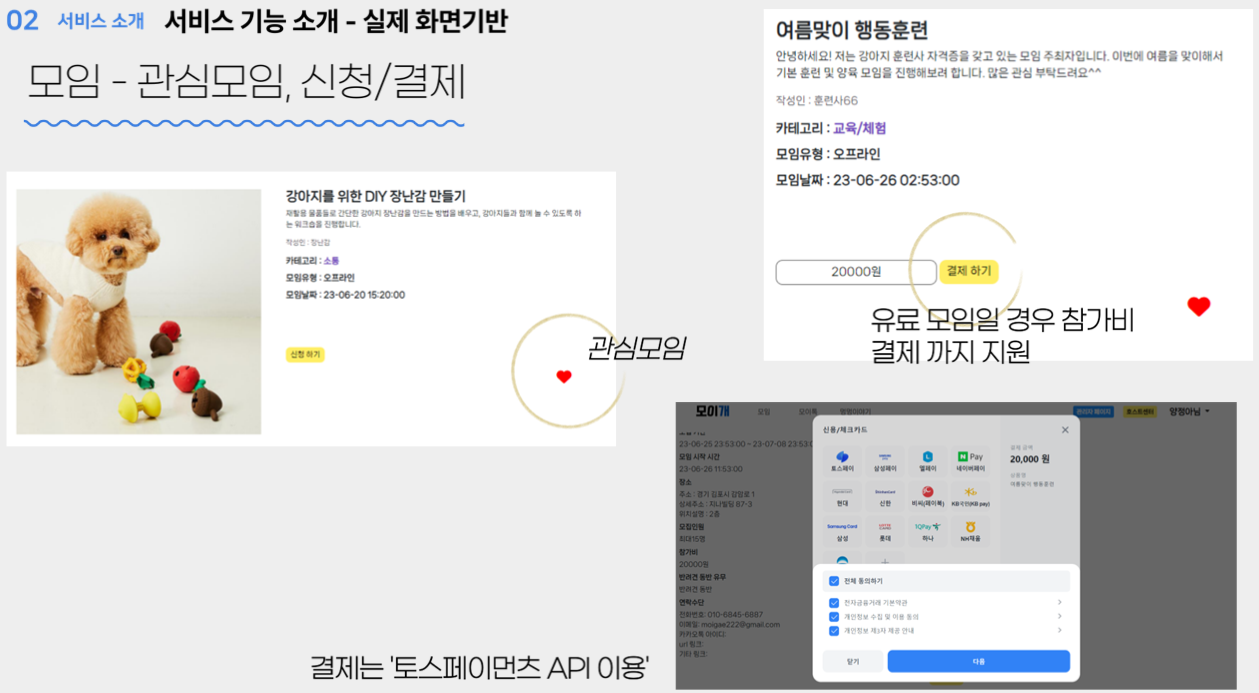 02 서비스 소개 서비스 기능 소개 - 실제 화면기반
모임 - 관심모임, 신청/결제
강아지를 위한 DIY 장난감 만들기
재활용 물품들로 간단한 강아지 장난감을 만드는 방법을 배우고, 강아지들과 함께 놀 수 있도록 하
는 워크숍을 진행합니다.
작성인 : 장난감
카테고리 : 소통
모임유형 : 오프라인
모임날짜 : 23-06-20 15:20:00
신청 하기
관심모임
여름맞이 행동훈련
안녕하세요! 저는 강아지 훈련사 자격증을 갖고 있는 모임 주최자입니다. 이번에 여름을 맞이해서
기본 훈련 및 양육 모임을 진행해보려 합니다. 많은 관심 부탁드려요^^
작성인 : 훈련사66
카테고리 : 교육/체험
모임유형 : 오프라인
모임날짜 : 23-06-26 02:53:00
20000원 결제 하기
유료 모임일 경우 참가비
결제 까지 지원
모이개 모임 모이톡 멍멍이야기 관리자 페이지 호스트센터 양정아님
23-06-25 23:53:00 ~ 23-07-08 23:53:0
모임 시작 시간
23-06-26 11:53:00
장소
주소 : 경기 김포시 감암로 1
상세주소 : 지나빌딩 87-3
위치설명 : 2층
모집인원
최대15명
참가비
20000원
반려견 동반 유무
반려견 동반
연락수단
전화번호: 010-6845-6887
이메일: moigae222@gmail.com
카카오톡 아이디:
url 링크:
기타 링크:
신용/체크카드
토스페이 삼성페이 엘페이 N Pay 네이버페이
현대 신한 비씨(페이북) KB국민(KB pay)
Samsung Card 삼성 롯데 1QPay 하나 NH채움
결제 금액
20,000 원
상품명
여름맞이 행동훈련
전체 동의하기
전자금융거래 기본약관
개인정보 수집 및 이용 동의
개인정보 제3자 제공 안내
닫기 다음
결제는 '토스페이먼츠 API 이용'